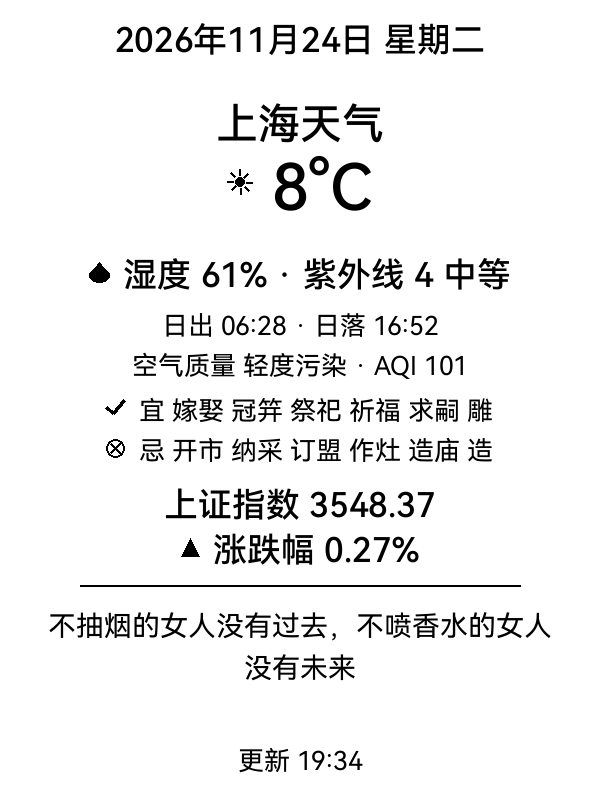 2026年11月24日 星期二
上海天气
8°C
湿度 61% · 紫外线 4 中等
日出 06:28 · 日落 16:52
空气质量 轻度污染 · AQI 101
宜 嫁娶 冠笄 祭祀 祈福 求嗣 雕
忌 开市 纳采 订盟 作灶 造庙 造
上证指数 3548.37
▲ 涨跌幅 0.27%
不抽烟的女人没有过去，不喷香水的女人
没有未来
更新 19:34